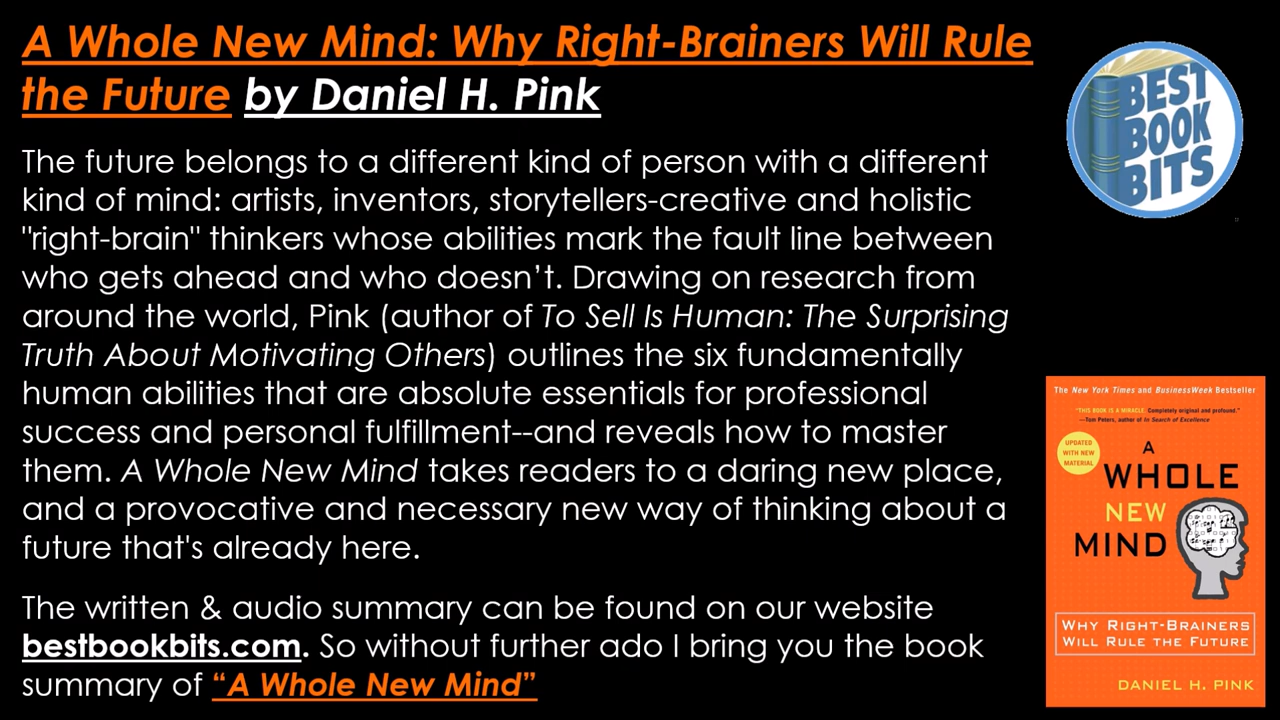 A Whole New Mind: Why Right-Brainers Will Rule
the Future by Daniel H. Pink
The future belongs to a different kind of person with a different
kind of mind: artists, inventors, storytellers-creative and holistic
"right-brain" thinkers whose abilities mark the fault line between
who gets ahead and who doesn’t. Drawing on research from
around the world, Pink (author of To Sell Is Human: The Surprising
Truth About Motivating Others) outlines the six fundamentally
human abilities that are absolute essentials for professional
success and personal fulfillment--and reveals how to master
them. A Whole New Mind takes readers to a daring new place,
and a provocative and necessary new way of thinking about a
future that's already here.
The written & audio summary can be found on our website
bestbookbits.com. So without further ado I bring you the book
summary of “A Whole New Mind”
BEST
BOOK
BITS
The New York Times and BusinessWeek Bestseller
"THIS BOOK IS A MIRACLE. Completely original and profound."
—Tom Peters, author of In Search of Excellence
UPDATED
WITH NEW
MATERIAL
A
WHOLE
NEW
MIND
WHY RIGHT-BRAINERS
WILL RULE THE FUTURE
DANIEL H. PINK